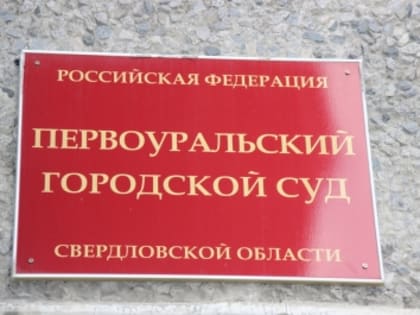 РОССИЙСКАЯ ФЕДЕРАЦИЯ
ПЕРВОУРАЛЬСКИЙ
ГОРОДСКОЙ СУД
СВЕРДЛОВСКОЙ ОБЛАСТИ